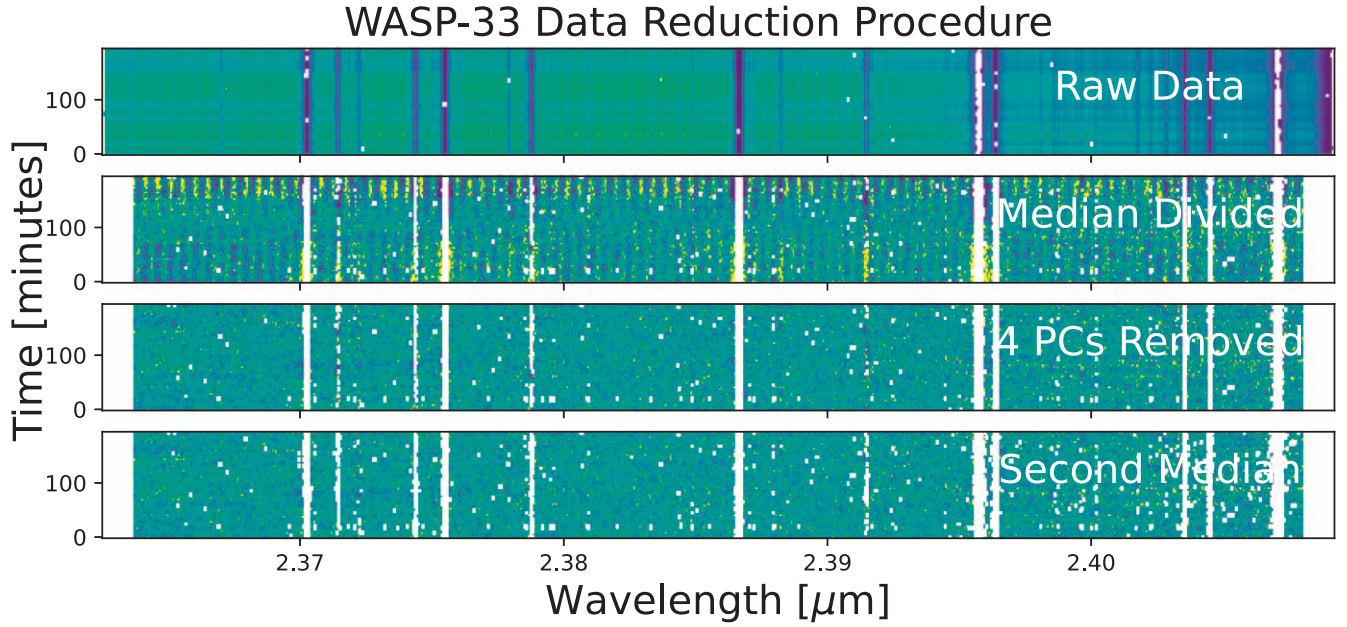 WASP-33 Data Reduction Procedure
Raw Data
100
0
Median Divided
100
0
4 PCs Removed
100
0
Second Median
100
0
Time [minutes]
2.37 2.38 2.39 2.40
Wavelength [μm]